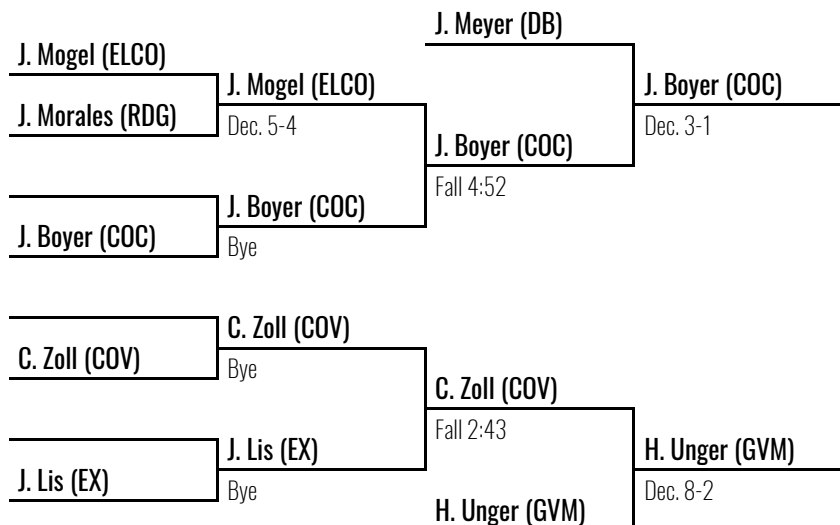 J. Mogel (ELCO)
J. Morales (RDG)
J. Boyer (COC)
C. Zoll (COV)
J. Lis (EX)
J. Mogel (ELCO)
Dec. 5-4
J. Boyer (COC)
Bye
C. Zoll (COV)
Bye
J. Lis (EX)
Bye
J. Meyer (DB)
J. Boyer (COC)
Fall 4:52
C. Zoll (COV)
Fall 2:43
H. Unger (GVM)
J. Boyer (COC)
Dec. 3-1
H. Unger (GVM)
Dec. 8-2